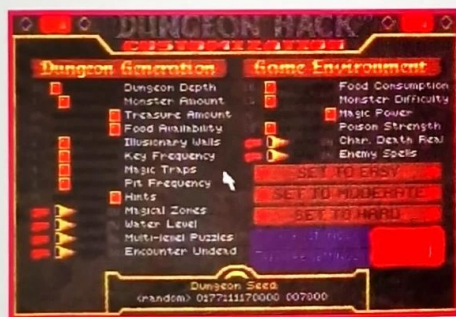 DUNGEON HACK
CUSTOMIZATION
Dungeon Generation
Dungeon Depth
Monster Amount
Treasure Amount
Food Availability
Illusionary Walls
Key Frequency
Magic Traps
Pit Frequency
Hints
Magical Zones
Water Level
Multi-level Puzzles
Encounter Undead
Game Environment
Food Consumption
Monster Difficulty
Magic Power
Poison Strength
Char. Death Real
Enemy Spells
SET TO EASY
SET TO MODERATE
SET TO HARD
Dungeon Seed
(random) 0177111170000 007000